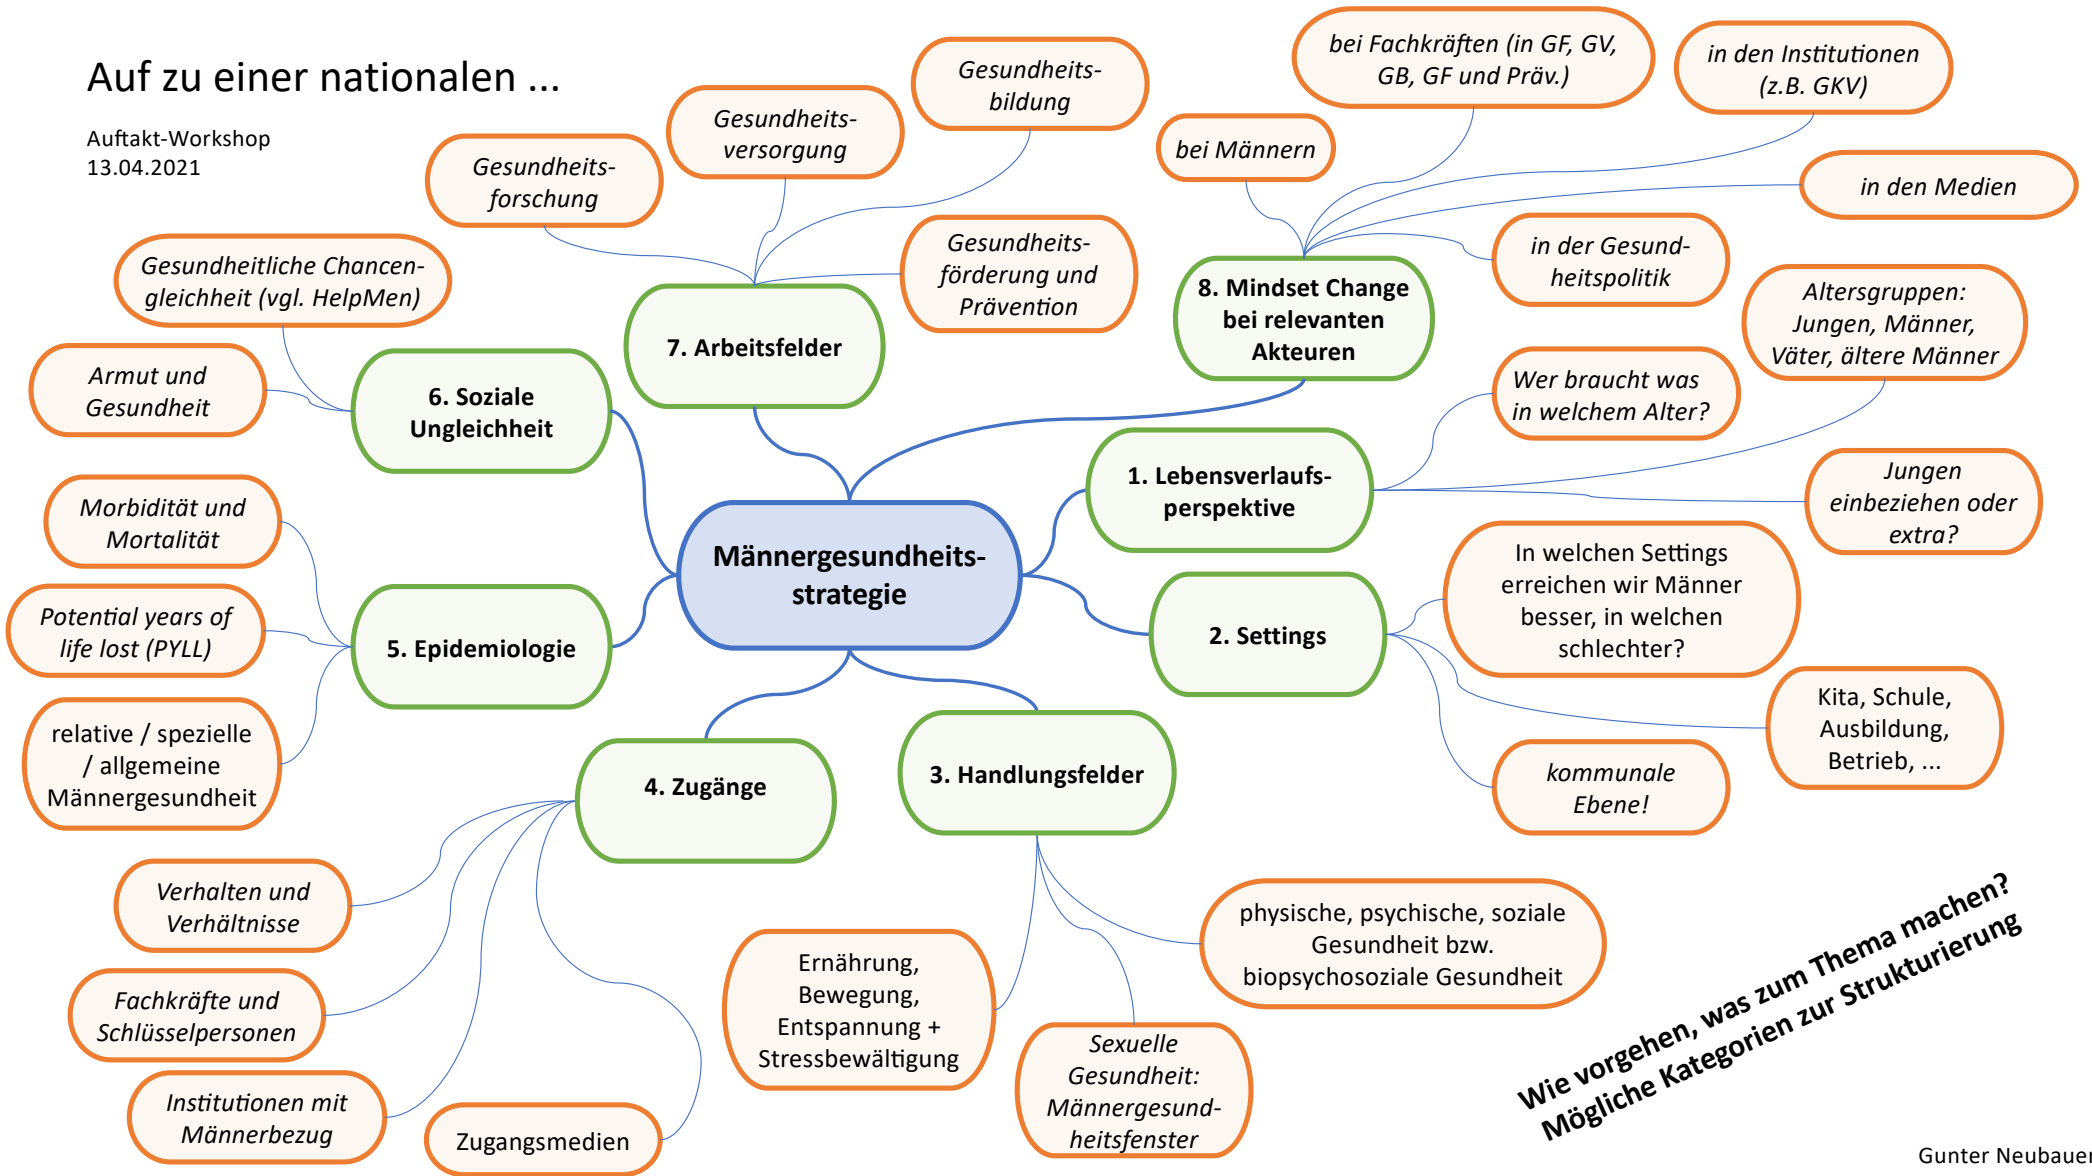 Auf zu einer nationalen ...
Auftakt-Workshop
13.04.2021
Männergesundheits-
strategie
1. Lebensverlaufs-
perspektive
Wer braucht was
in welchem Alter?
Altersgruppen:
Jungen, Männer,
Väter, ältere Männer
Jungen
einbeziehen oder
extra?
2. Settings
In welchen Settings
erreichen wir Männer
besser, in welchen
schlechter?
Kita, Schule,
Ausbildung,
Betrieb, ...
kommunale
Ebene!
3. Handlungsfelder
physische, psychische, soziale
Gesundheit bzw.
biopsychosoziale Gesundheit
Sexuelle
Gesundheit:
Männergesund-
heitsfenster
Ernährung,
Bewegung,
Entspannung +
Stressbewältigung
4. Zugänge
Verhalten und
Verhältnisse
Fachkräfte und
Schlüsselpersonen
Institutionen mit
Männerbezug
Zugangsmedien
5. Epidemiologie
Morbidität und
Mortalität
Potential years of
life lost (PYLL)
relative / spezielle
/ allgemeine
Männergesundheit
6. Soziale
Ungleichheit
Gesundheitliche Chancen-
gleichheit (vgl. HelpMen)
Armut und
Gesundheit
7. Arbeitsfelder
Gesundheits-
forschung
Gesundheits-
versorgung
Gesundheits-
bildung
Gesundheits-
förderung und
Prävention
8. Mindset Change
bei relevanten
Akteuren
bei Männern
bei Fachkräften (in GF, GV,
GB, GF und Präv.)
in den Institutionen
(z.B. GKV)
in den Medien
in der Gesund-
heitspolitik
Wie vorgehen, was zum Thema machen?
Mögliche Kategorien zur Strukturierung
Gunter Neubauer